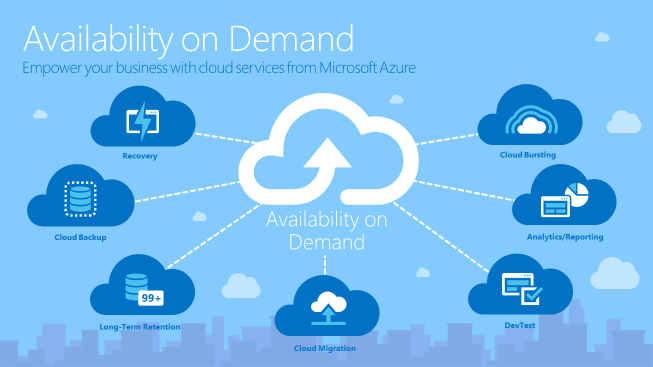 Availability on Demand
Empower your business with cloud services from Microsoft Azure
Recovery
Cloud Bursting
Cloud Backup
Availability on
Demand
Analytics/Reporting
99+
Long-Term Retention
DevTest
Cloud Migration